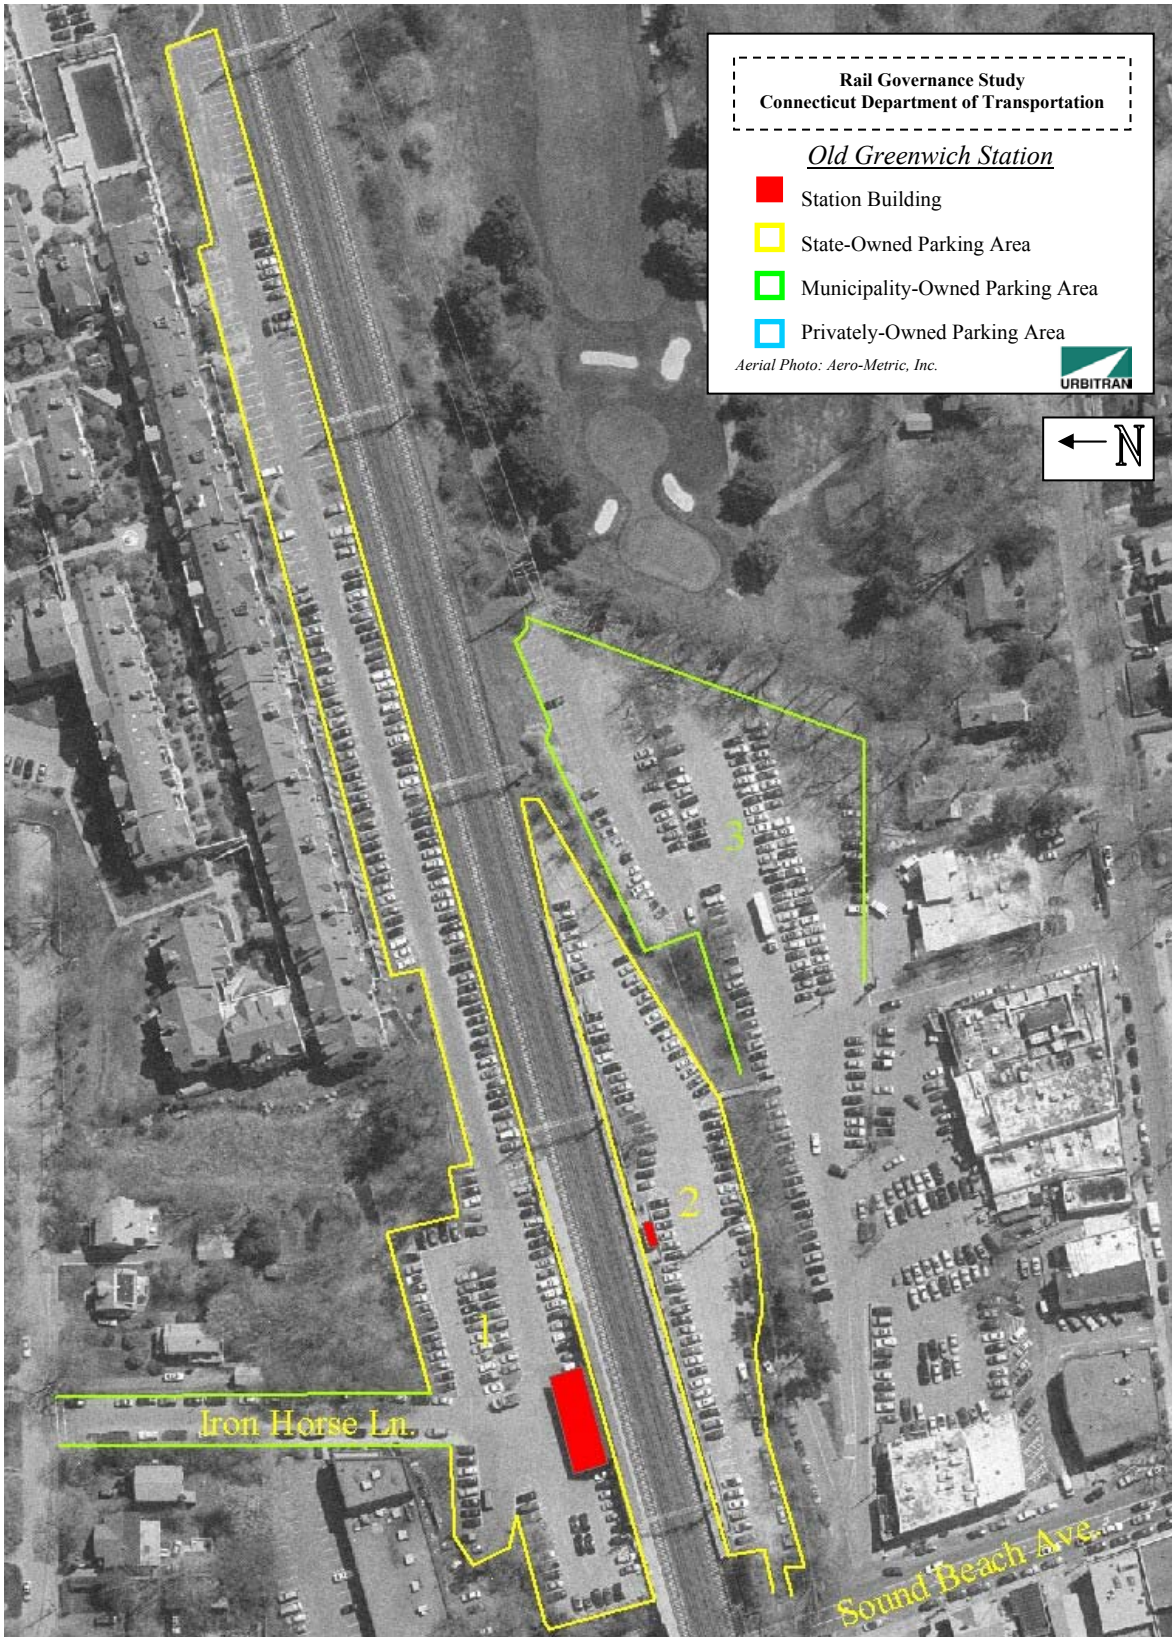 Rail Governance Study
Connecticut Department of Transportation
Old Greenwich Station
Station Building
State-Owned Parking Area
Municipality-Owned Parking Area
Privately-Owned Parking Area
Aerial Photo: Aero-Metric, Inc.
URBITRAN
N
3
2
1
Iron Horse Ln.
Sound Beach Ave.